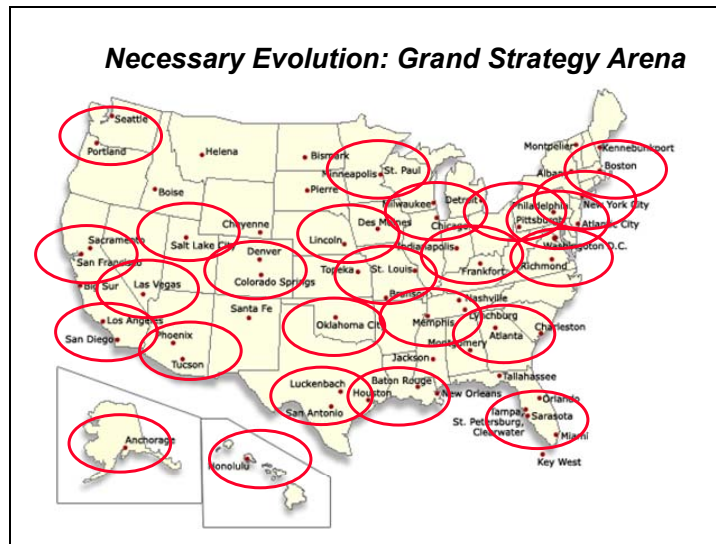 Necessary Evolution: Grand Strategy Arena
Seattle
Portland
Helena
Boise
Bismark
Pierre
Minneapolis
St. Paul
Milwaukee
Detroit
Chicago
Montpelier
Kennebunkport
Albany
Boston
New York City
Philadelphia
Pittsburgh
Atlantic City
Washington D.C.
Richmond
Cheyenne
Salt Lake City
Denver
Colorado Springs
Lincoln
Des Moines
Topeka
St. Louis
Branson
Indianapolis
Frankfort
Sacramento
San Francisco
Big Sur
Las Vegas
Los Angeles
San Diego
Phoenix
Tucson
Santa Fe
Oklahoma City
Memphis
Nashville
Lynchburg
Atlanta
Charleston
Montgomery
Jackson
Tallahassee
Luckenbach
San Antonio
Houston
Baton Rouge
New Orleans
Orlando
Tampa,
St. Petersburg,
Clearwater
Sarasota
Miami
Key West
Anchorage
Honolulu